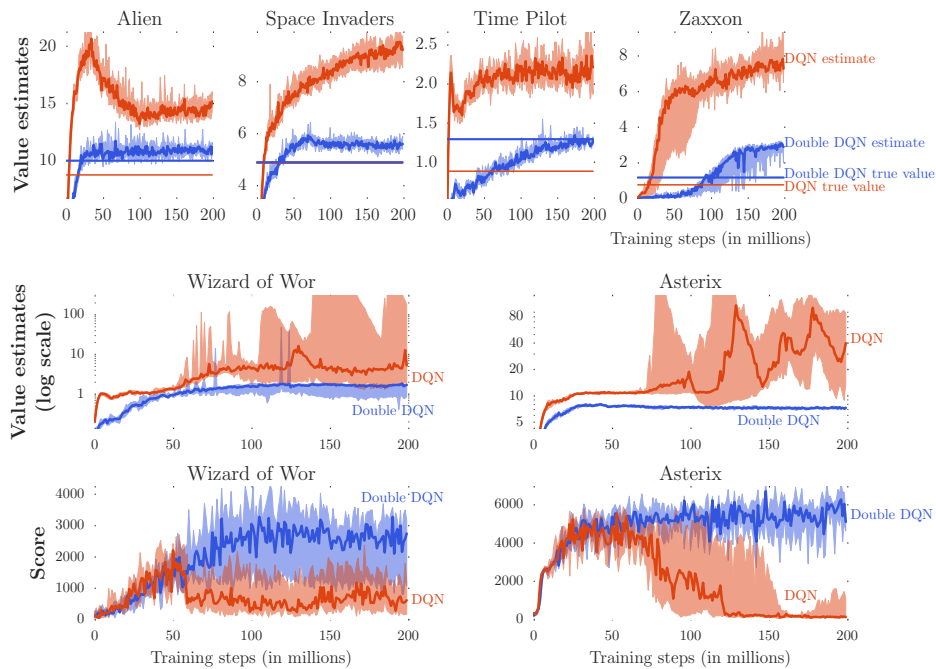 Alien
Space Invaders
Time Pilot
Zaxxon
Value estimates
20
15
10
0 50 100 150 200
8
6
4
0 50 100 150 200
2.5
2.0
1.5
1.0
0 50 100 150 200
8
6
4
2
0
0 50 100 150 200
DQN estimate
Double DQN estimate
Double DQN true value
DQN true value
Training steps (in millions)
Wizard of Wor
Asterix
Value estimates
(log scale)
100
10
1
0 50 100 150 200
DQN
Double DQN
80
40
20
10
5
0 50 100 150 200
DQN
Double DQN
Wizard of Wor
Asterix
Score
4000
3000
2000
1000
0
0 50 100 150 200
Double DQN
DQN
Training steps (in millions)
6000
4000
2000
0
0 50 100 150 200
Double DQN
DQN
Training steps (in millions)